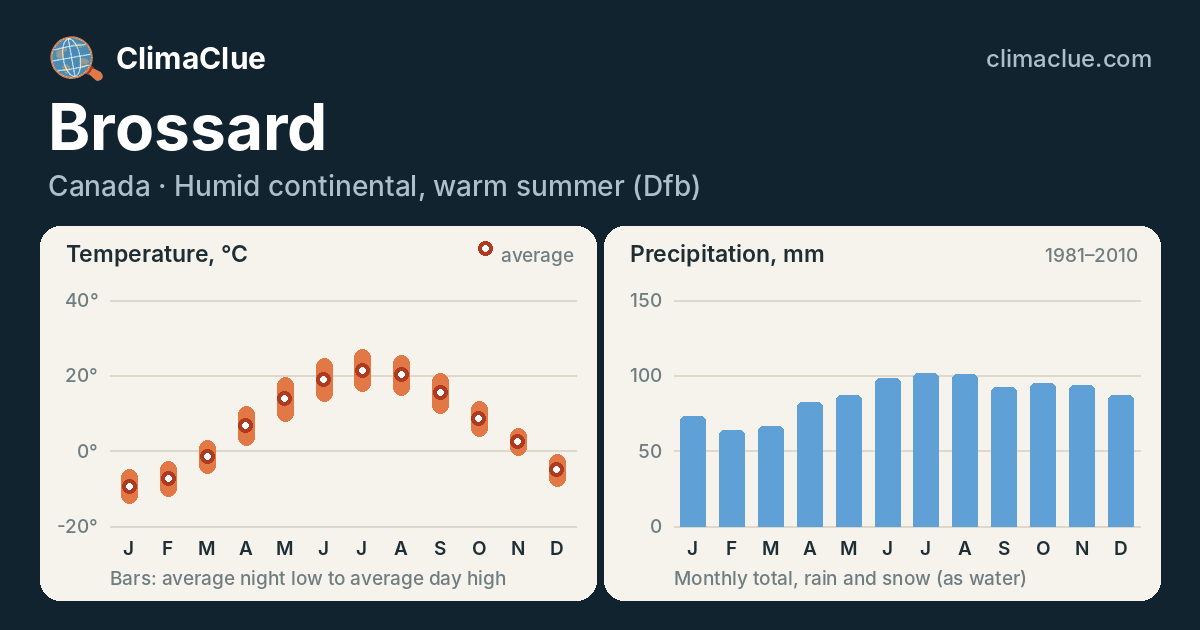 ClimaClue
climaclue.com
Brossard
Canada · Humid continental, warm summer (Dfb)
Temperature, °C
average
40°
20°
0°
-20°
J F M A M J J A S O N D
Bars: average night low to average day high
Precipitation, mm
1981–2010
150
100
50
0
J F M A M J J A S O N D
Monthly total, rain and snow (as water)